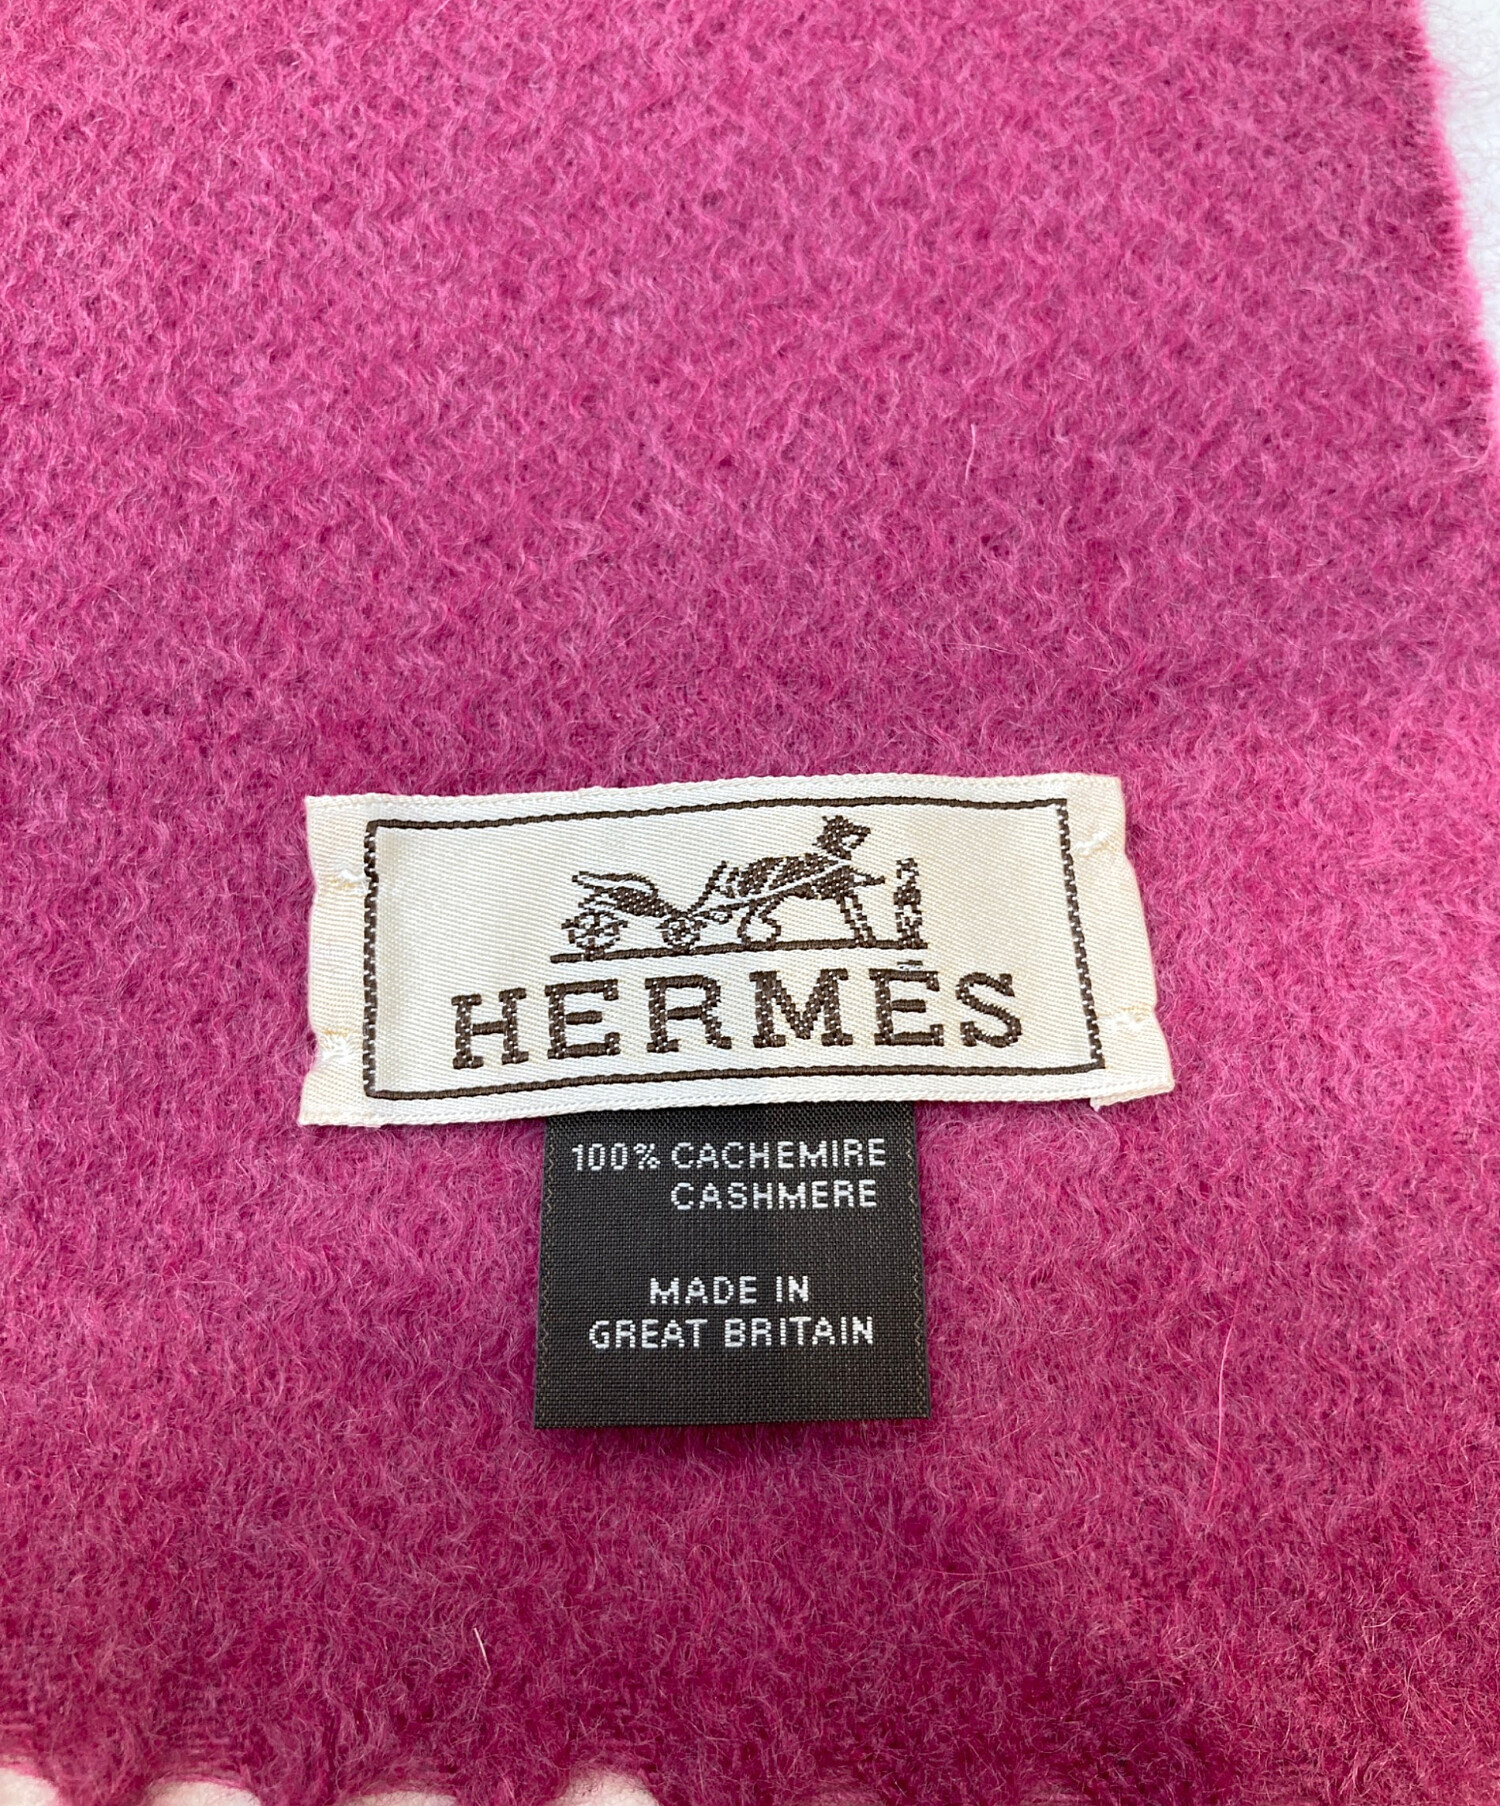 HERMÈS
100% CACHEMIRE
CASHMERE
MADE IN
GREAT BRITAIN